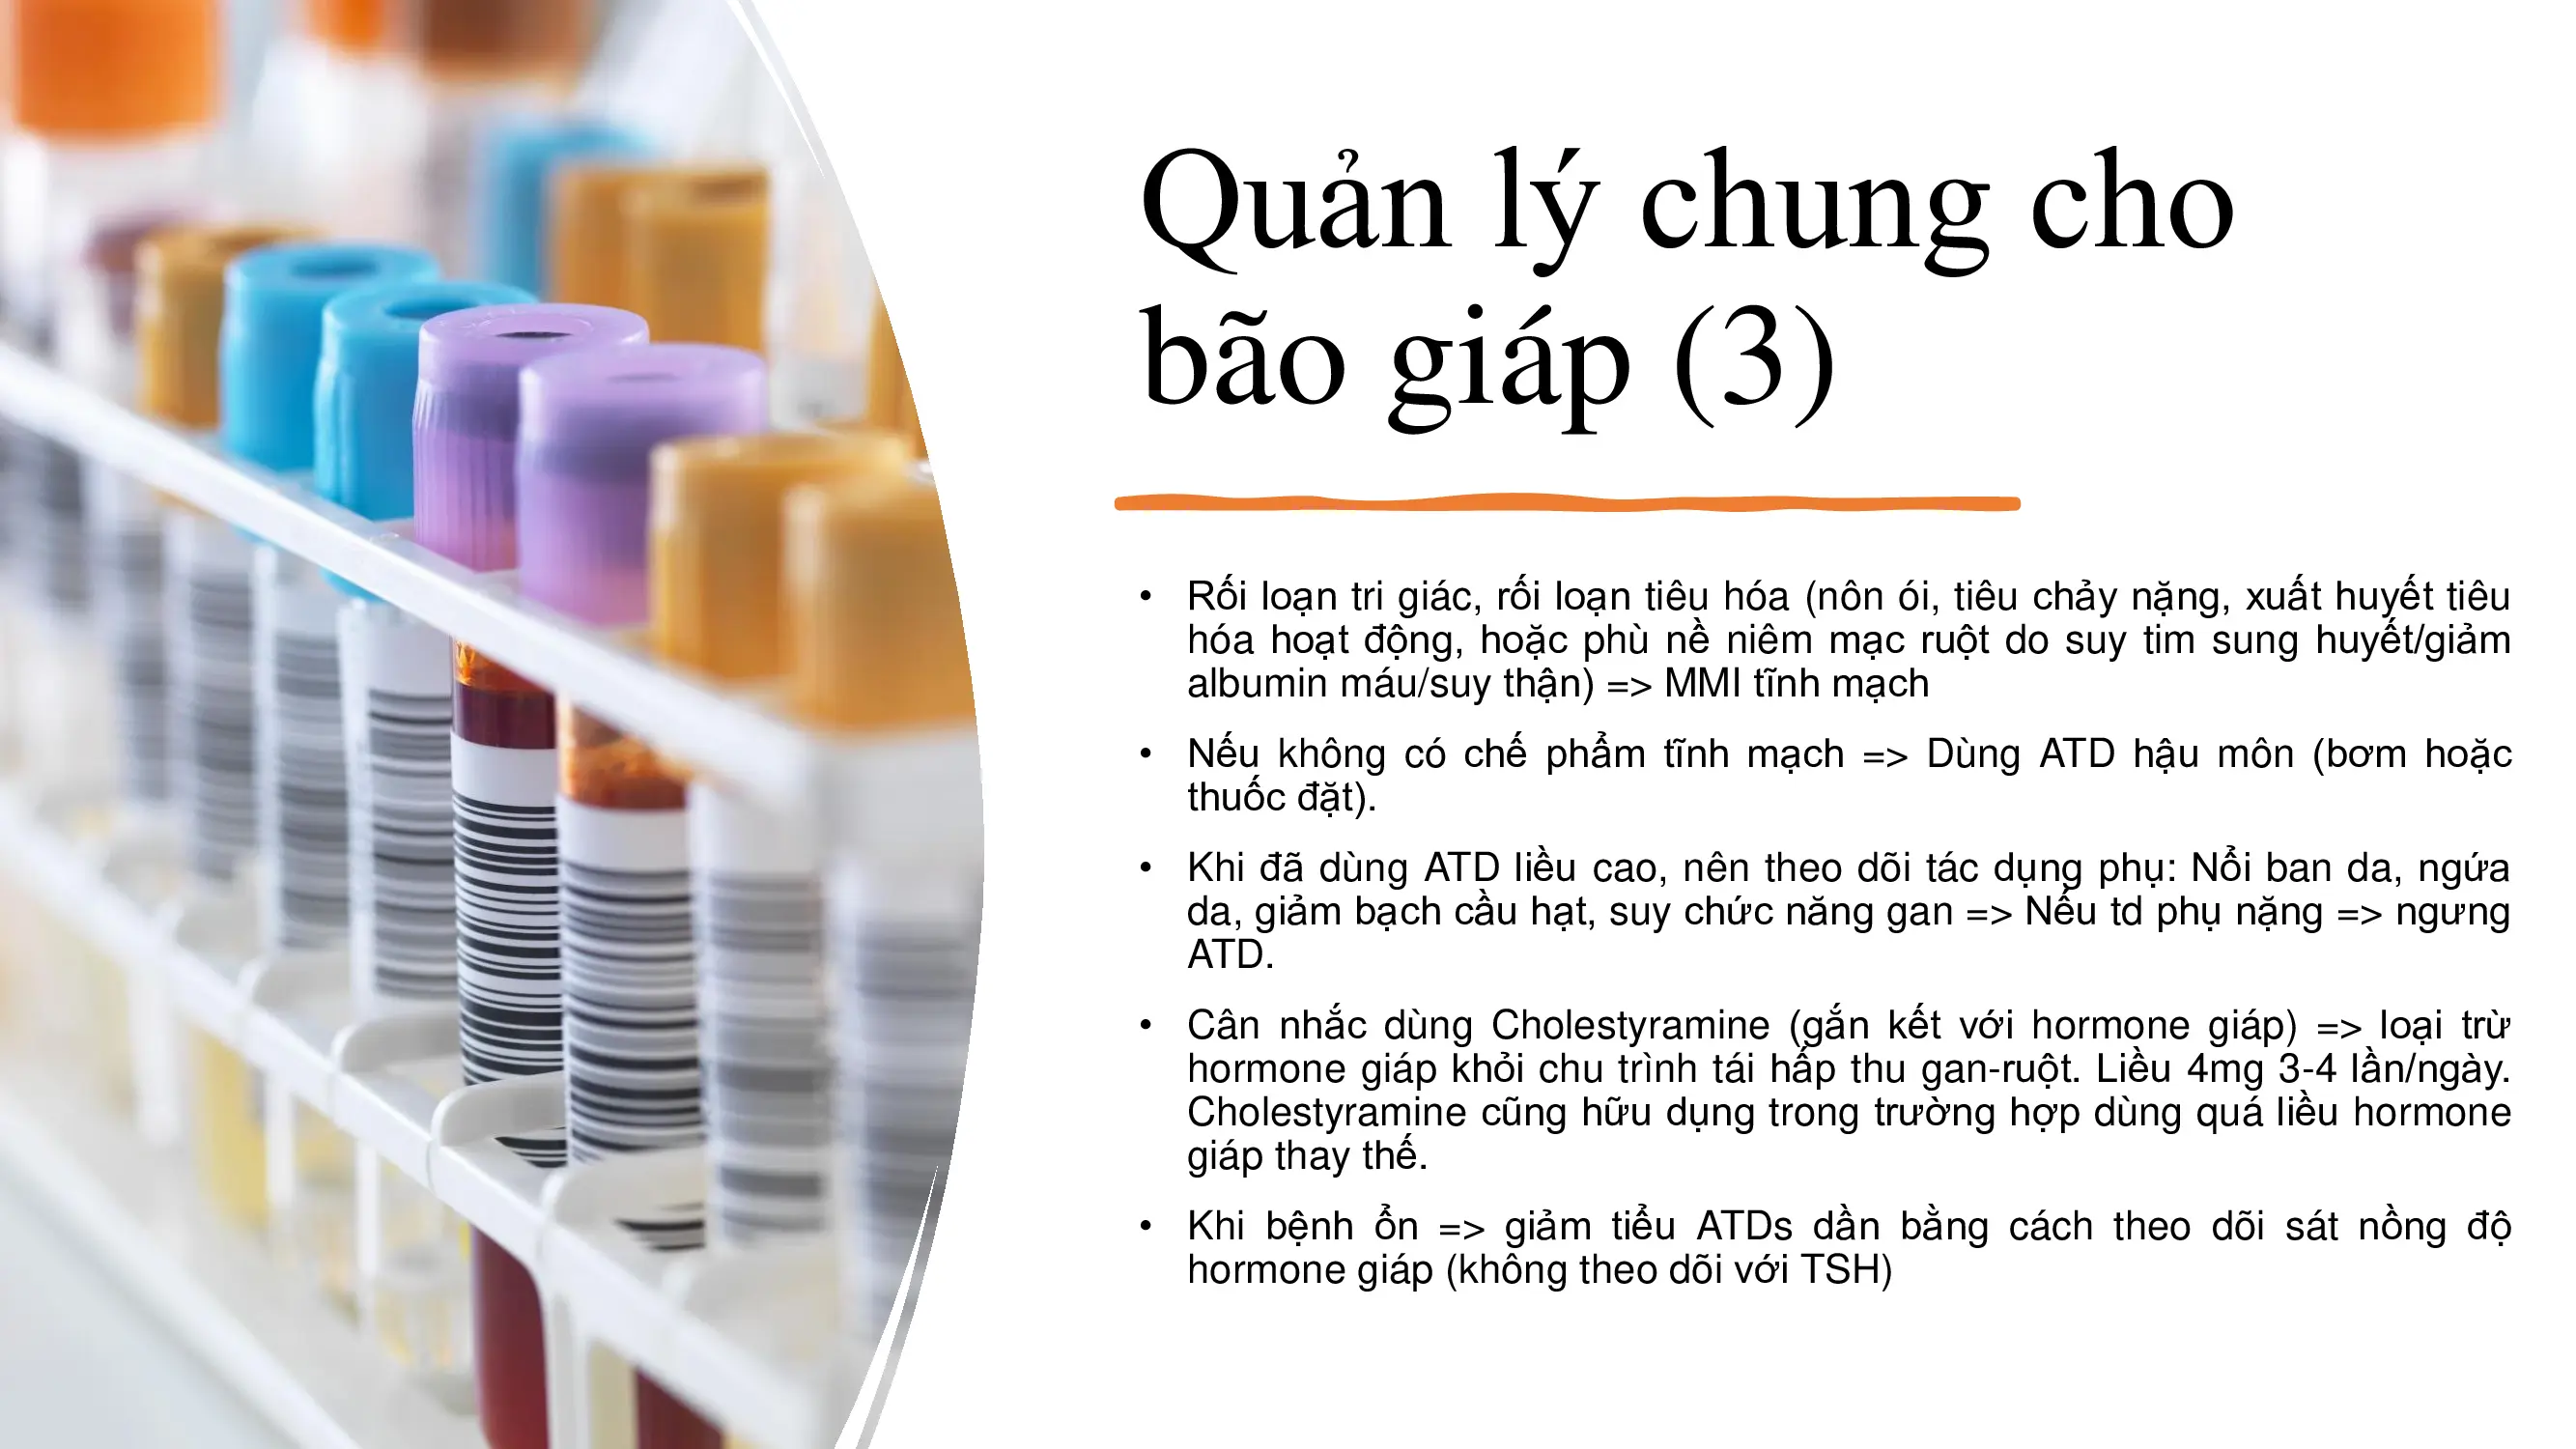 Quản lý chung cho
bão giáp (3)
• Rối loạn tri giác, rối loạn tiêu hóa (nôn ói, tiêu chảy nặng, xuất huyết tiêu
hóa hoạt động, hoặc phù nề niêm mạc ruột do suy tim sung huyết/giảm
albumin máu/suy thận) => MMI tĩnh mạch
• Nếu không có chế phẩm tĩnh mạch => Dùng ATD hậu môn (bơm hoặc
thuốc đặt).
• Khi đã dùng ATD liều cao, nên theo dõi tác dụng phụ: Nổi ban da, ngứa
da, giảm bạch cầu hạt, suy chức năng gan => Nếu td phụ nặng => ngưng
ATD.
• Cân nhắc dùng Cholestyramine (gắn kết với hormone giáp) => loại trừ
hormone giáp khỏi chu trình tái hấp thu gan-ruột. Liều 4mg 3-4 lần/ngày.
Cholestyramine cũng hữu dụng trong trường hợp dùng quá liều hormone
giáp thay thế.
• Khi bệnh ổn => giảm tiểu ATDs dần bằng cách theo dõi sát nồng độ
hormone giáp (không theo dõi với TSH)